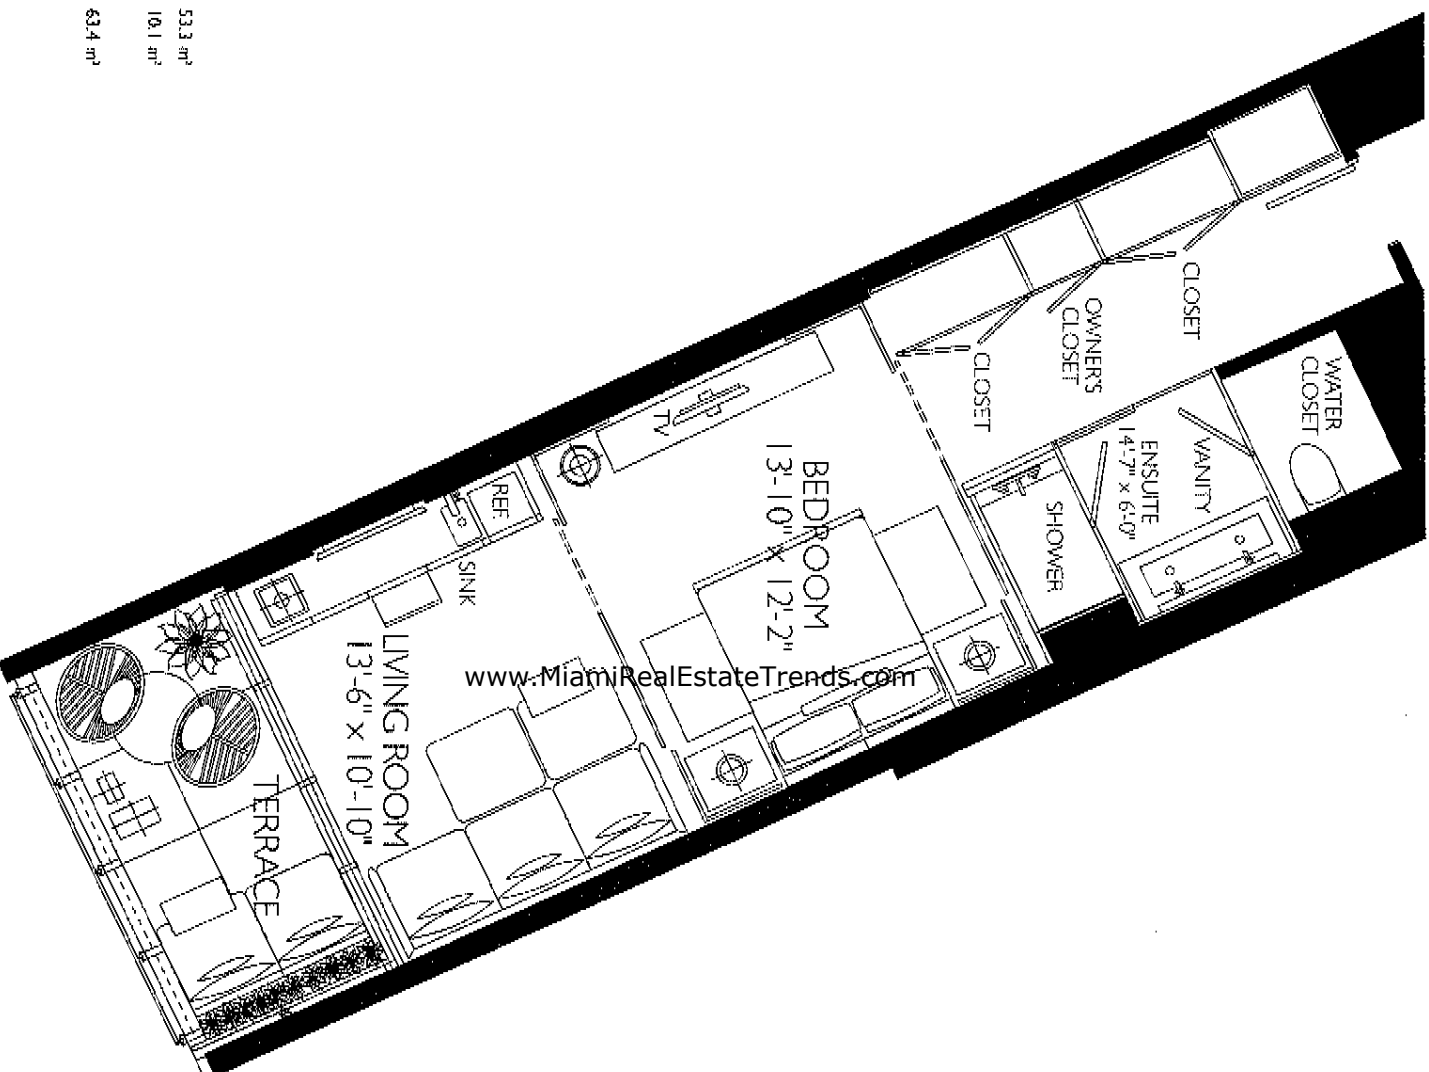 53.3 m²
10.1 m²
63.4 m²
WATER
CLOSET
CLOSET
OWNER'S
CLOSET
CLOSET
VANITY
ENSUITE
14'-7" x 6'-0"
SHOWER
BEDROOM
13'-10" x 12'-2"
TV
REF.
SINK
LIVING ROOM
13'-6" x 10'-10"
TERRACE
www.MiamiRealEstateTrends.com